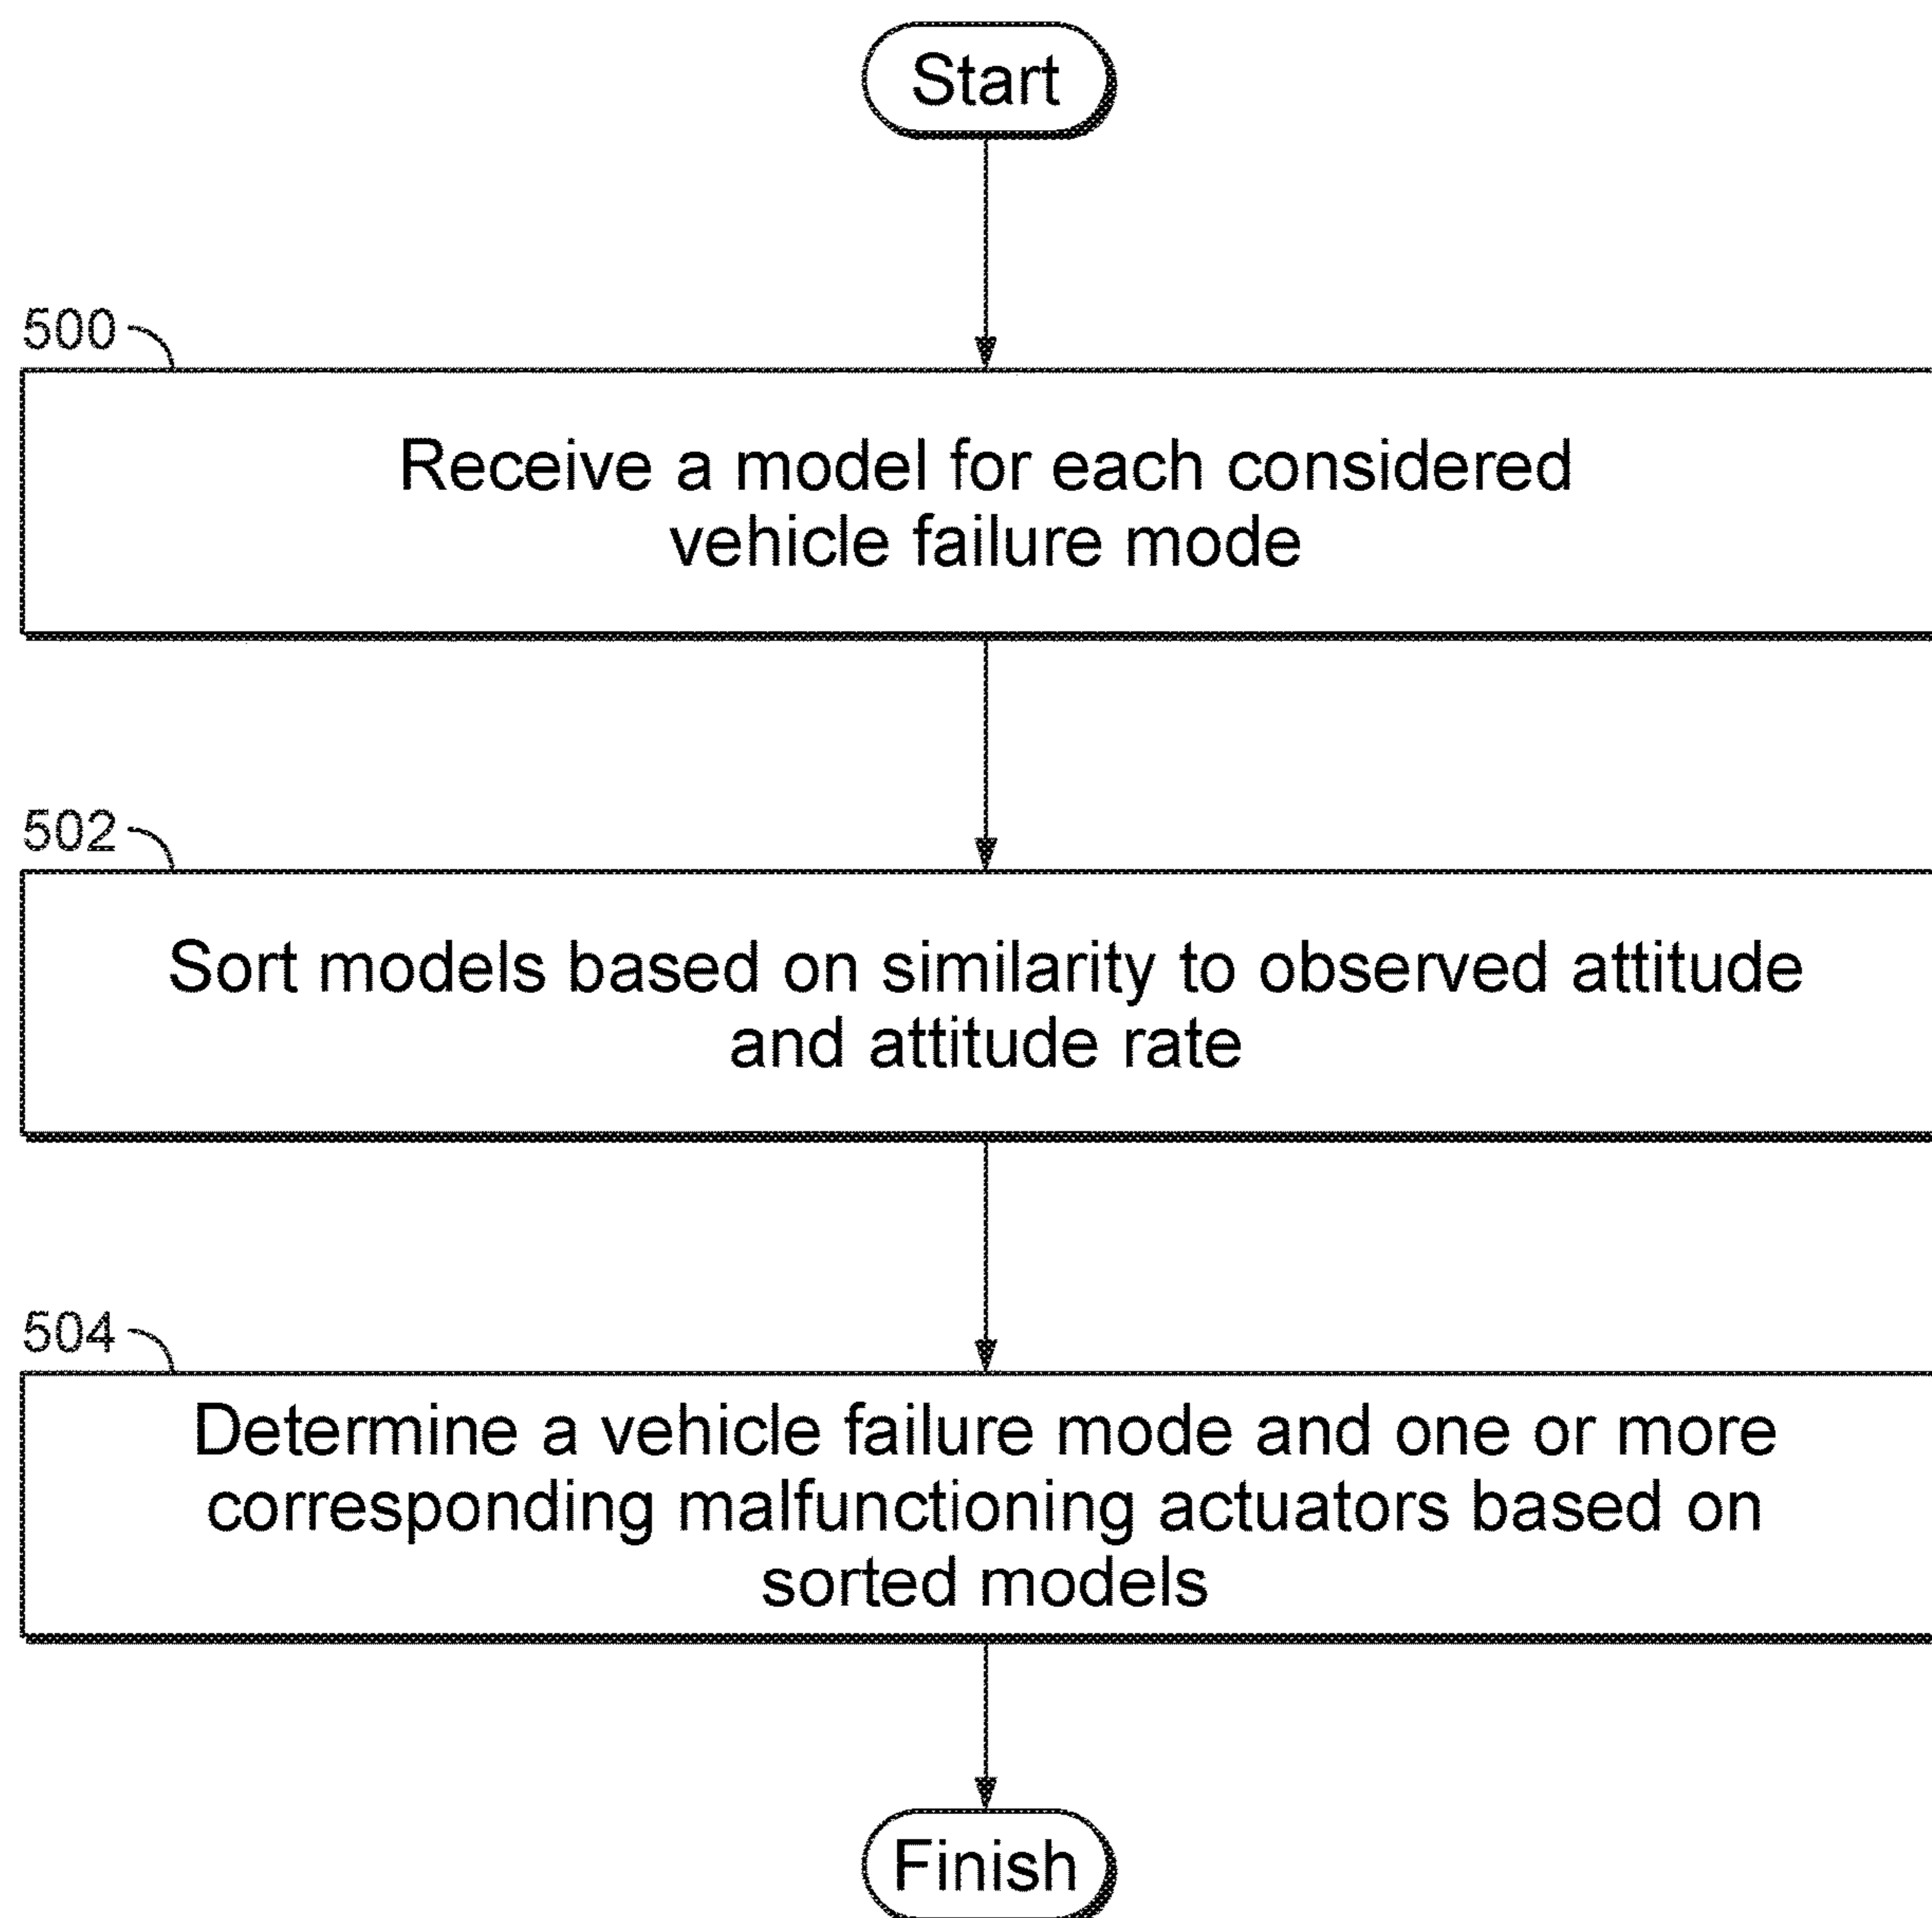 Start
500
Receive a model for each considered
vehicle failure mode
502
Sort models based on similarity to observed attitude
and attitude rate
504
Determine a vehicle failure mode and one or more
corresponding malfunctioning actuators based on
sorted models
Finish